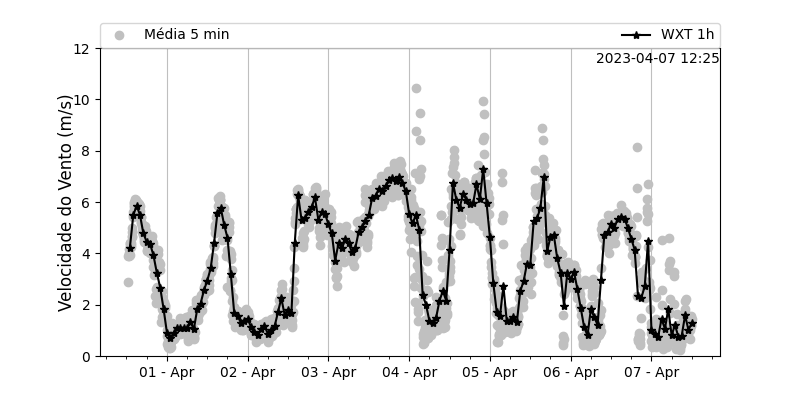 Média 5 min
WXT 1h
2023-04-07 12:25
Velocidade do Vento (m/s)
12
10
8
6
4
2
0
01 - Apr
02 - Apr
03 - Apr
04 - Apr
05 - Apr
06 - Apr
07 - Apr